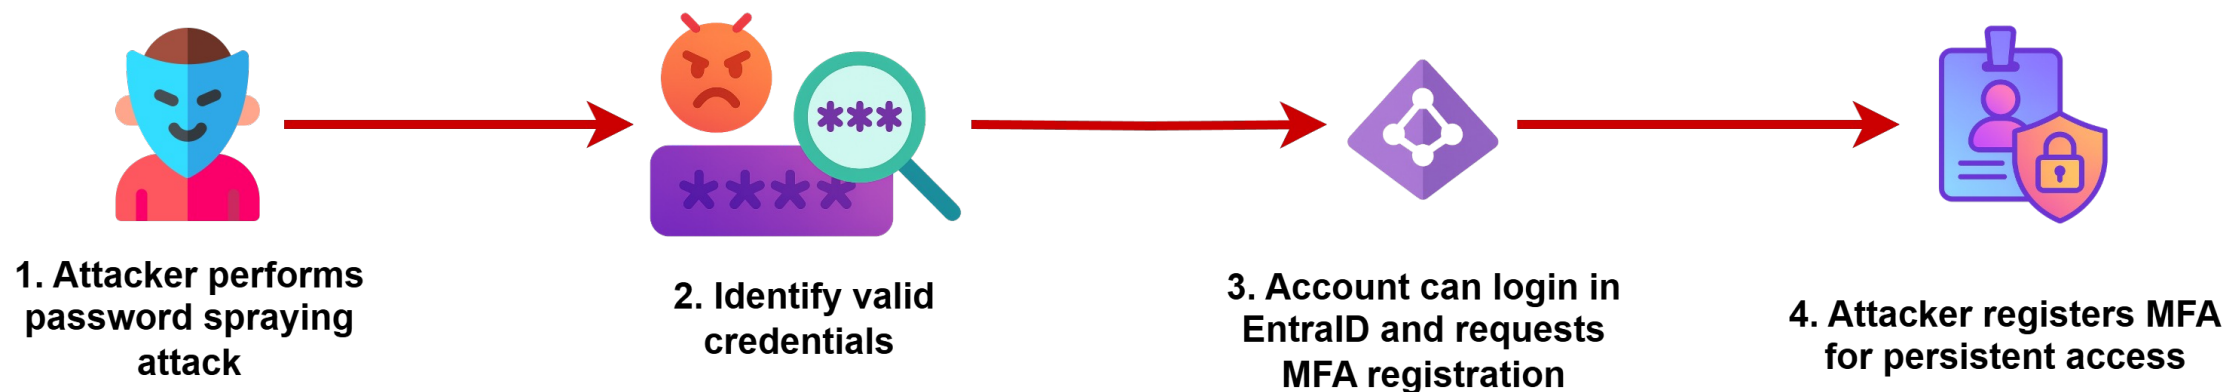 1. Attacker performs
password spraying
attack
2. Identify valid
credentials
3. Account can login in
EntraID and requests
MFA registration
4. Attacker registers MFA
for persistent access